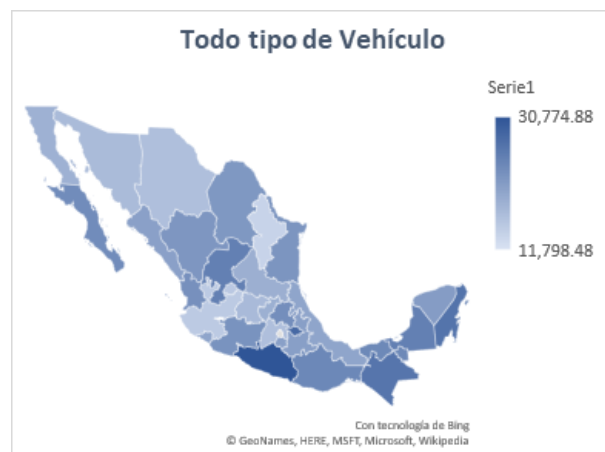 Todo tipo de Vehículo
Serie1
30,774.88
11,798.48
Con tecnología de Bing
© GeoNames, HERE, MSFT, Microsoft, Wikipedia